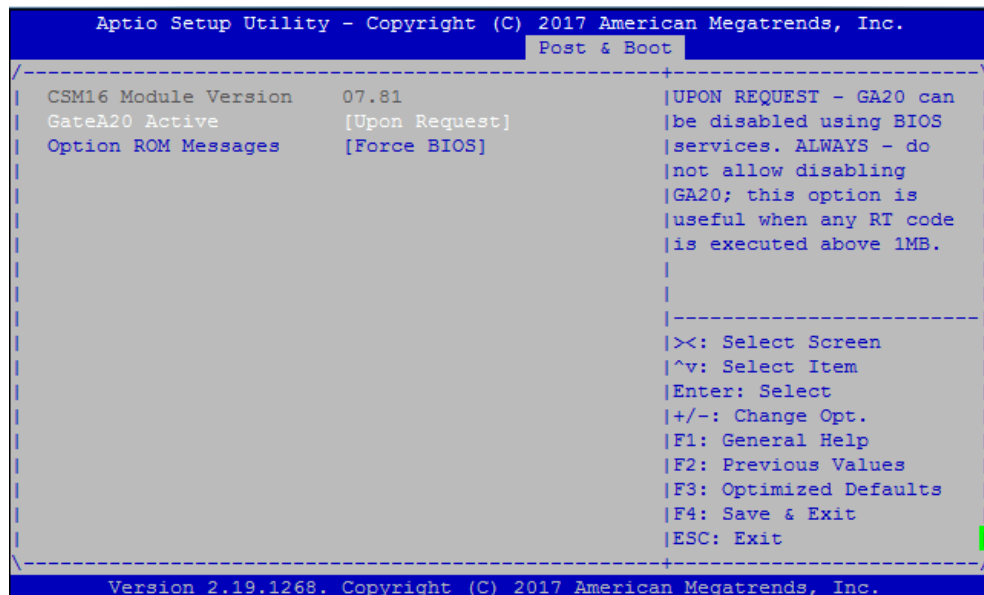 Aptio Setup Utility - Copyright (C) 2017 American Megatrends, Inc.
Post & Boot
CSM16 Module Version 07.81
GateA20 Active [Upon Request]
Option ROM Messages [Force BIOS]
UPON REQUEST - GA20 can
be disabled using BIOS
services. ALWAYS - do
not allow disabling
GA20; this option is
useful when any RT code
is executed above 1MB.
><: Select Screen
^v: Select Item
Enter: Select
+/-: Change Opt.
F1: General Help
F2: Previous Values
F3: Optimized Defaults
F4: Save & Exit
ESC: Exit
Version 2.19.1268. Copyright (C) 2017 American Megatrends, Inc.